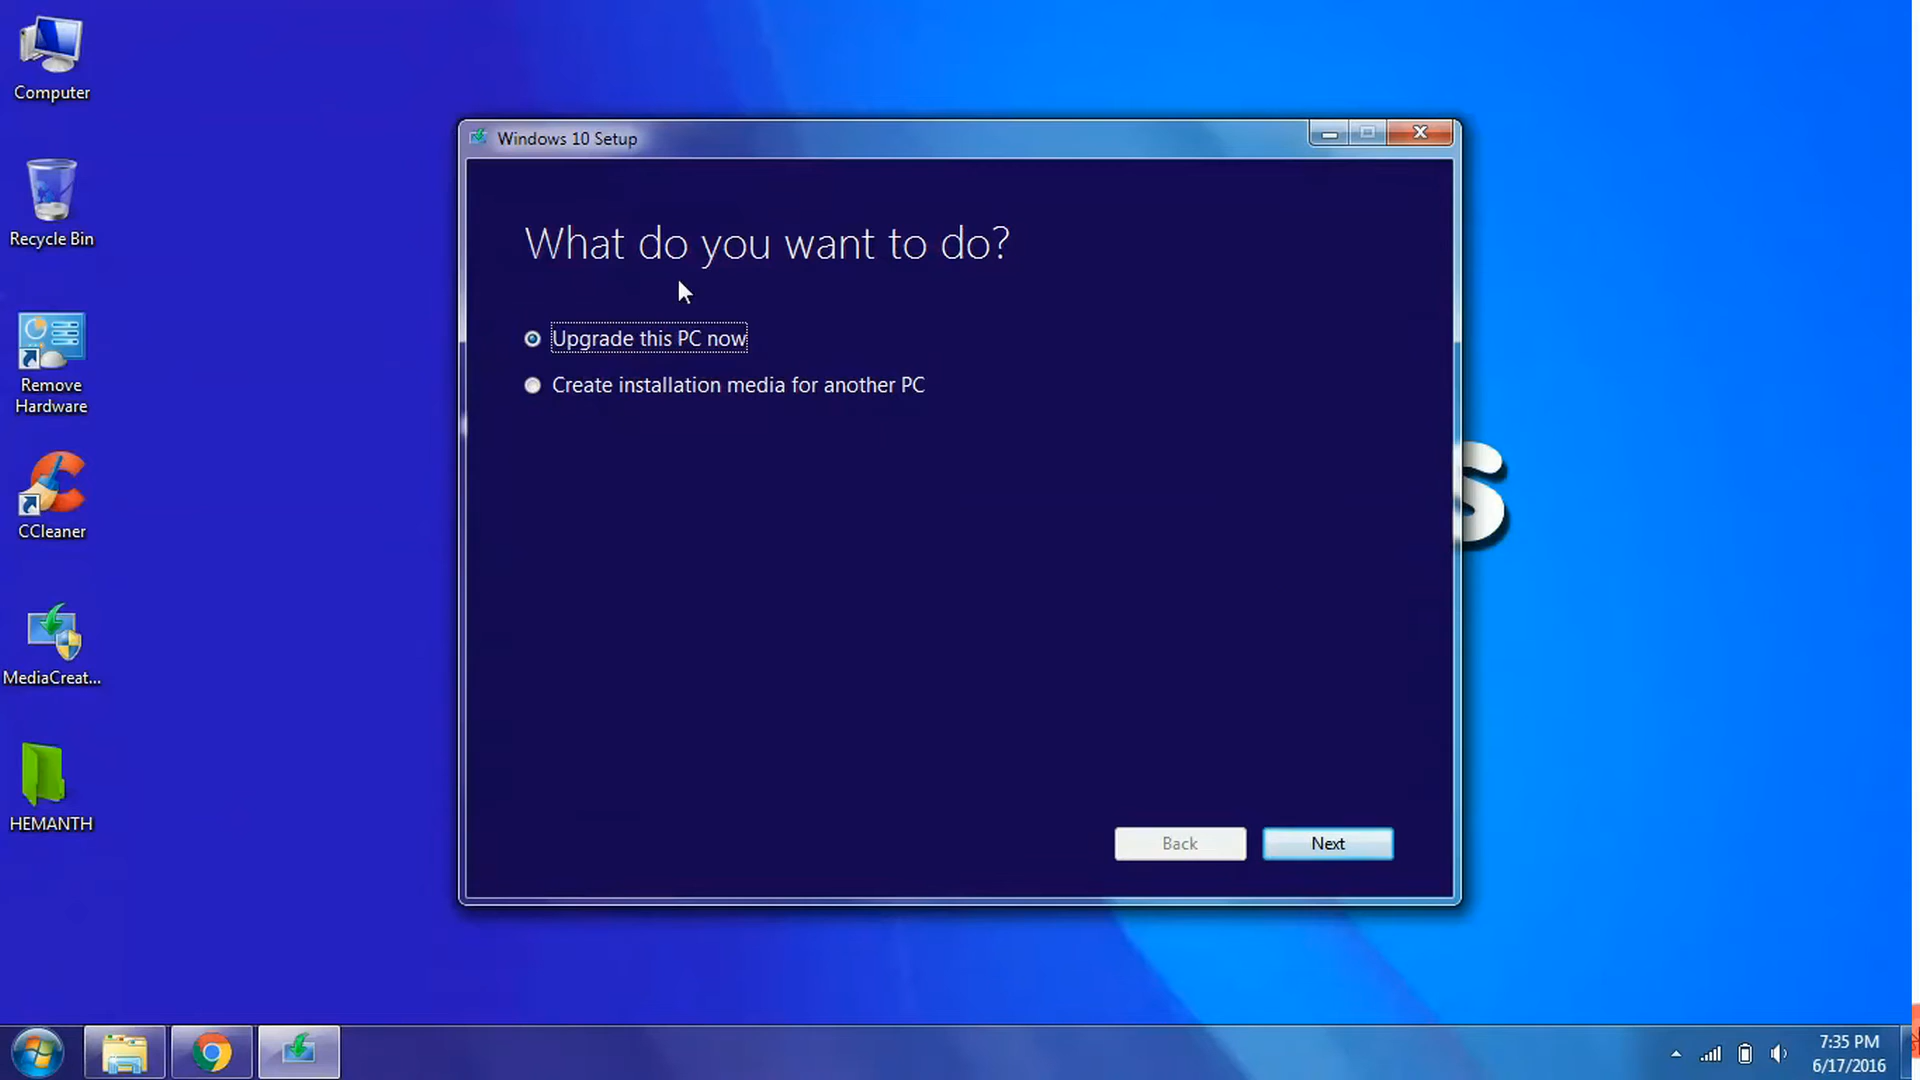 Computer
Recycle Bin
Remove
Hardware
CCleaner
MediaCreat...
HEMANTH
Windows 10 Setup
What do you want to do?
Upgrade this PC now
Create installation media for another PC
Back
Next
S
7:35 PM
6/17/2016